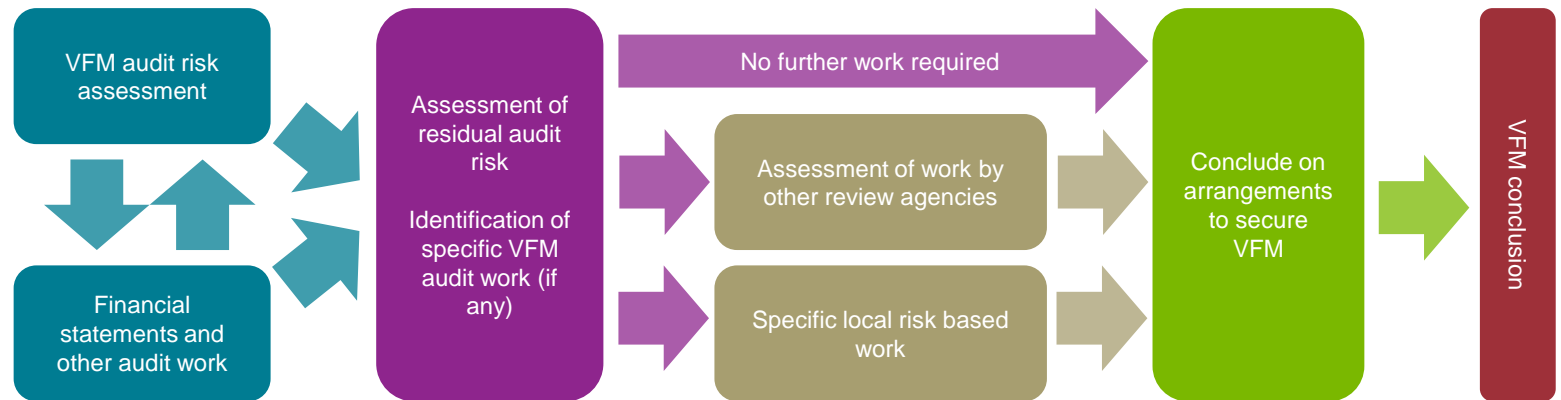 VFM audit risk
assessment
Financial
statements and
other audit work
Assessment of
residual audit
risk
Identification of
specific VFM
audit work (if
any)
No further work required
Assessment of work by
other review agencies
Specific local risk based
work
Conclude on
arrangements
to secure
VFM
VFM conclusion